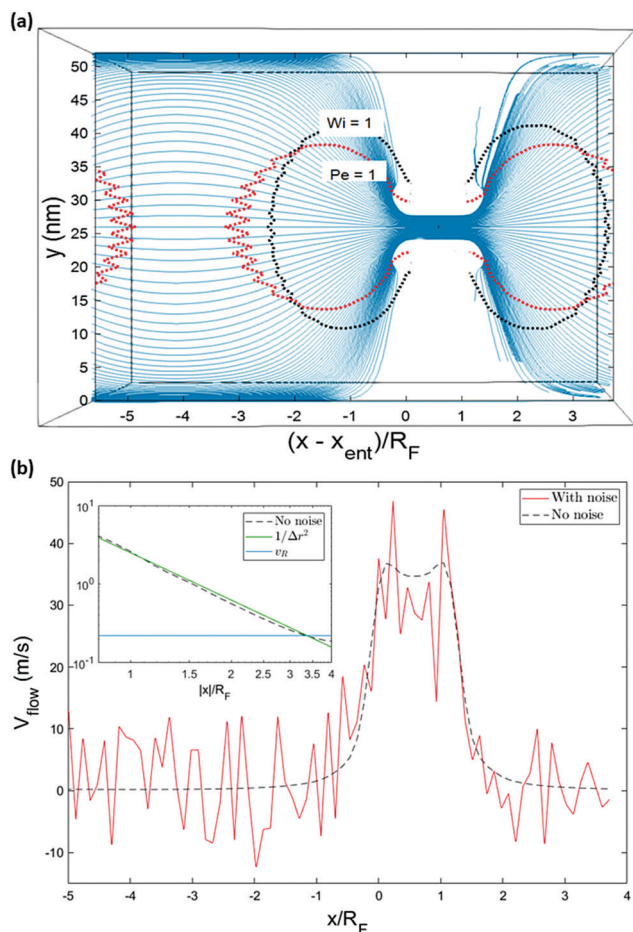 (a)
50
45
40
35
30
25
20
15
10
5
0
y (nm)
Wi = 1
Pe = 1
-5 -4 -3 -2 -1 0 1 2 3
(x - x_ent)/R_F
(b)
50
40
30
20
10
0
-10
V_flow (m/s)
With noise
No noise
10^1
10^0
10^-1
No noise
1/Δr^2
v_R
1 1.5 2 2.5 3 3.5 4
|x|/R_F
-5 -4 -3 -2 -1 0 1 2 3 4
x/R_F